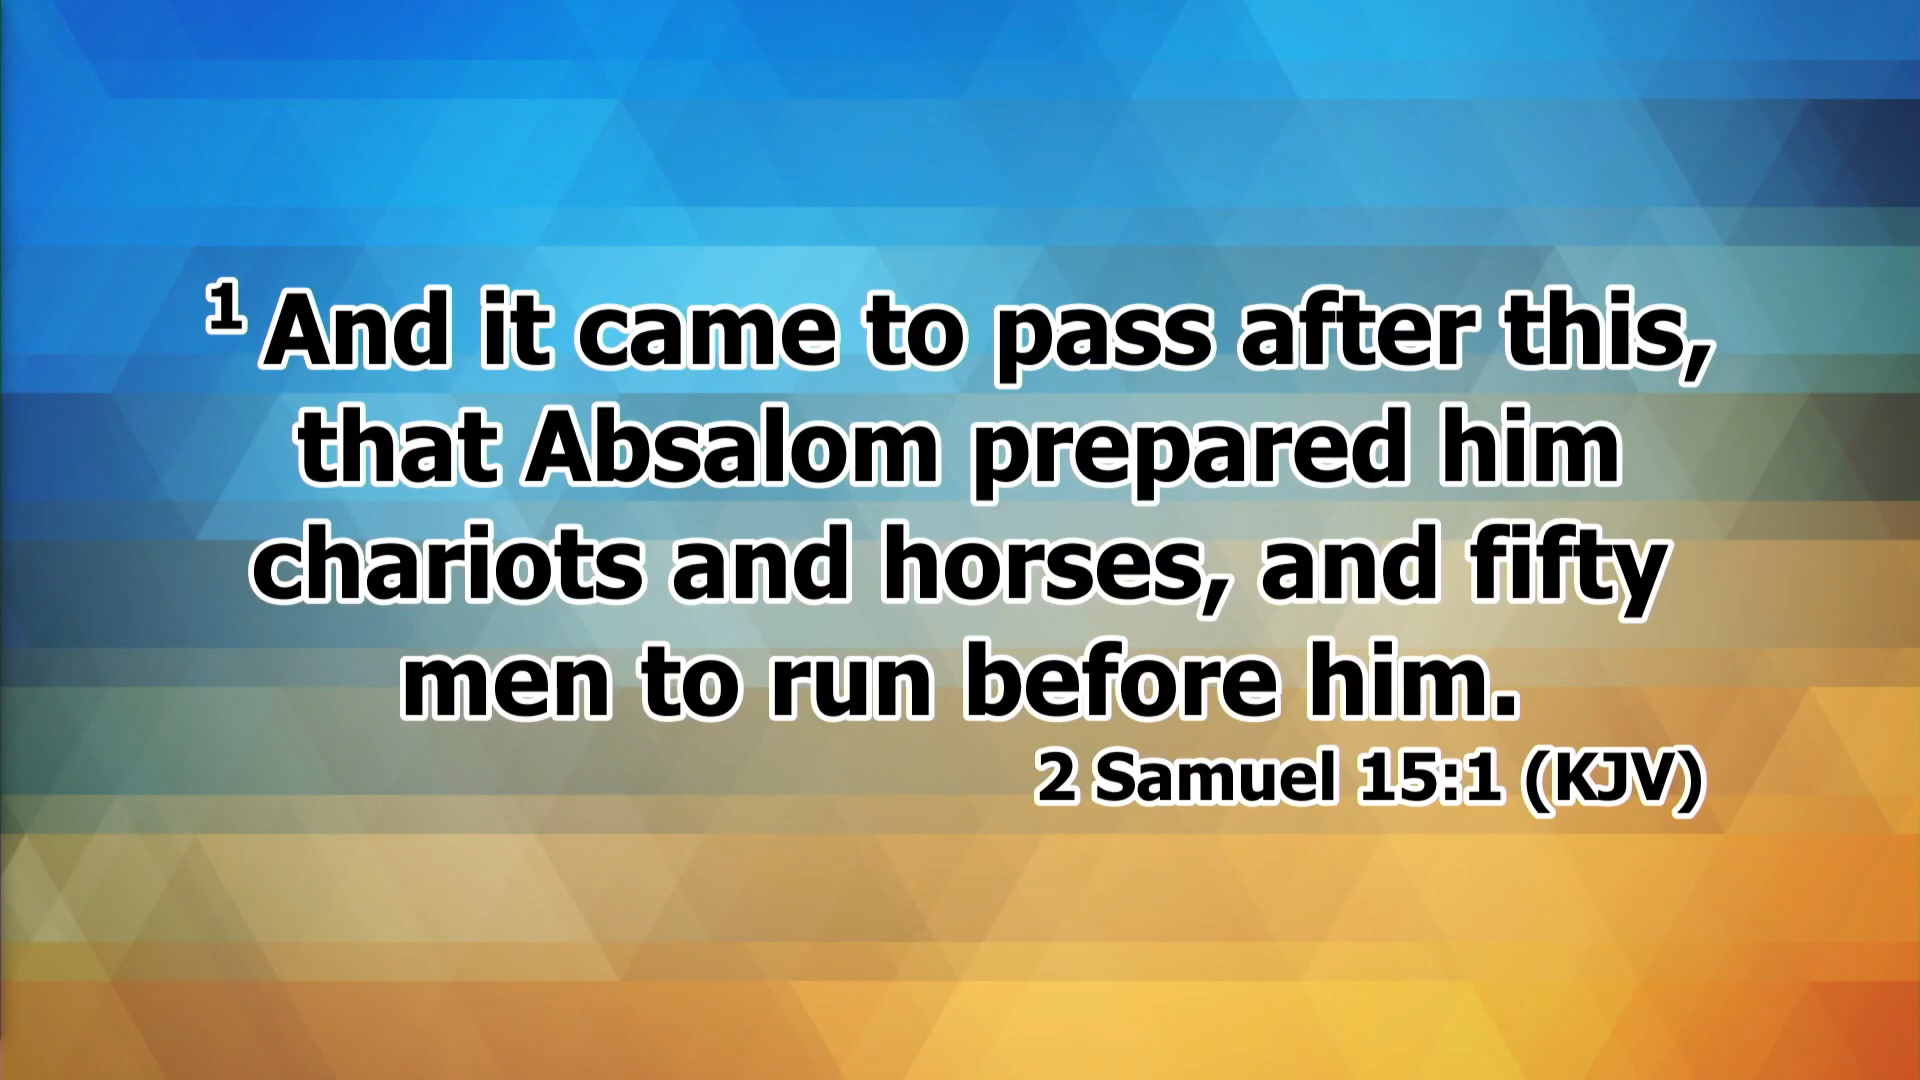 1 And it came to pass after this,
that Absalom prepared him
chariots and horses, and fifty
men to run before him.
2 Samuel 15:1 (KJV)